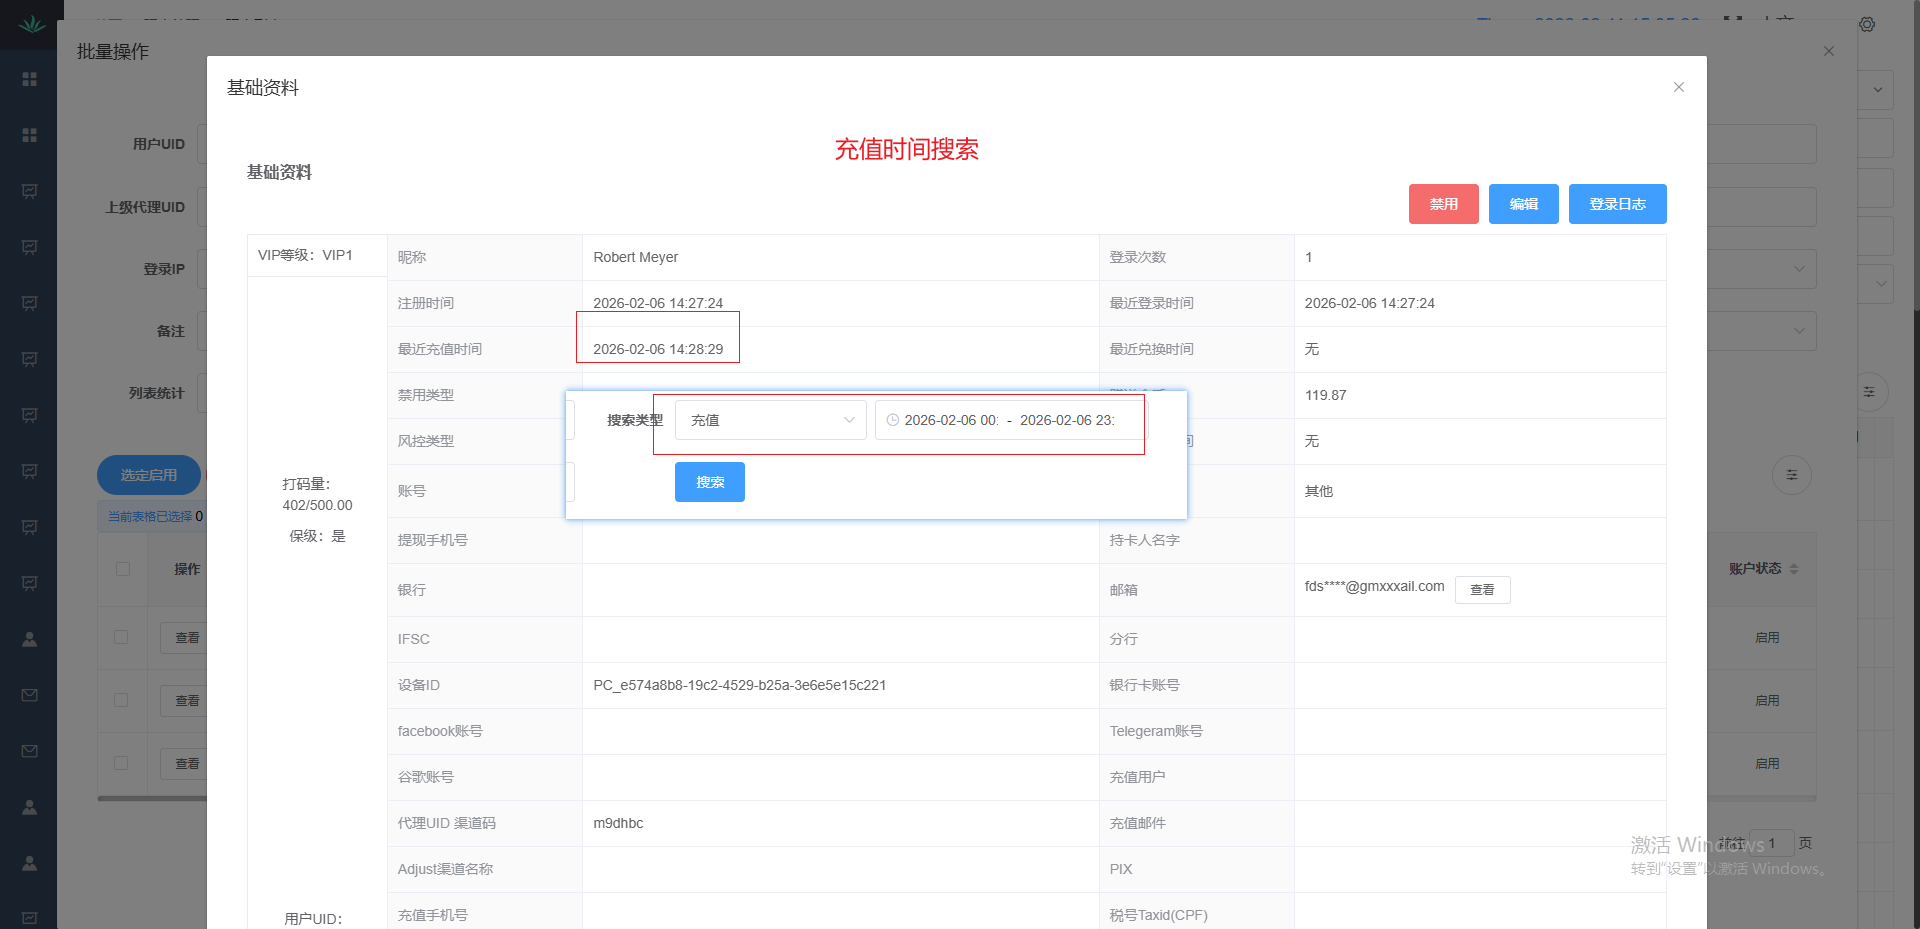 批量操作
基础资料
充值时间搜索
基础资料
禁用
编辑
登录日志
用户UID
上级代理UID
登录IP
备注
列表统计
选定启用
当前表格已选择 0
操作
账户状态
查看
启用
查看
启用
查看
启用
VIP等级：VIP1
打码量：
402/500.00
保级：是
用户UID：
昵称 Robert Meyer 登录次数 1
注册时间 2026-02-06 14:27:24 最近登录时间 2026-02-06 14:27:24
最近充值时间 2026-02-06 14:28:29 最近兑换时间 无
禁用类型 119.87
搜索类型 充值 2026-02-06 00: - 2026-02-06 23:
搜索
风控类型 无
账号 其他
提现手机号 持卡人名字
银行 邮箱 fds****@gmxxxail.com 查看
IFSC 分行
设备ID PC_e574a8b8-19c2-4529-b25a-3e6e5e15c221 银行卡账号
facebook账号 Telegeram账号
谷歌账号 充值用户
代理UID 渠道码 m9dhbc 充值邮件
Adjust渠道名称 PIX
充值手机号 税号Taxid(CPF)
前往 1 页
激活 Windows
转到"设置"以激活 Windows。